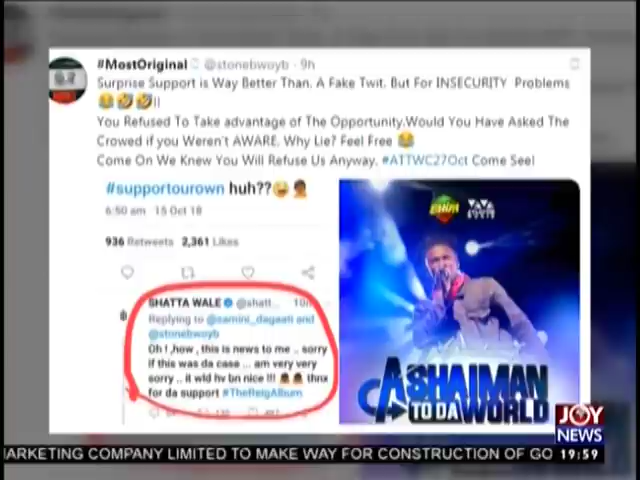 #MostOriginal @stonebwoyb · 9h
Surprise Support is Way Better Than. A Fake Twit. But For INSECURITY Problems
😂🤣🤣!!
You Refused To Take advantage of The Opportunity.Would You Have Asked The
Crowed if you Weren't AWARE. Why Lie? Feel Free 😂
Come On We Knew You Will Refuse Us Anyway. #ATTWC27Oct Come See!
#supportourown huh??
6:50 am 15 Oct 18
936 Retweets 2,361 Likes
SHATTA WALE @shatt... 10h
Replying to @samini_dagaati and
@stonebwoyb
Oh ! ,how , this is news to me .. sorry
if this was da case ... am very very
sorry .. it wld hv bn nice !!! thnx
for da support #TheReignAlbum
ASHAIMAN
TO DA WORLD
JOY
NEWS
ARKETING COMPANY LIMITED TO MAKE WAY FOR CONSTRUCTION OF GO
19:59